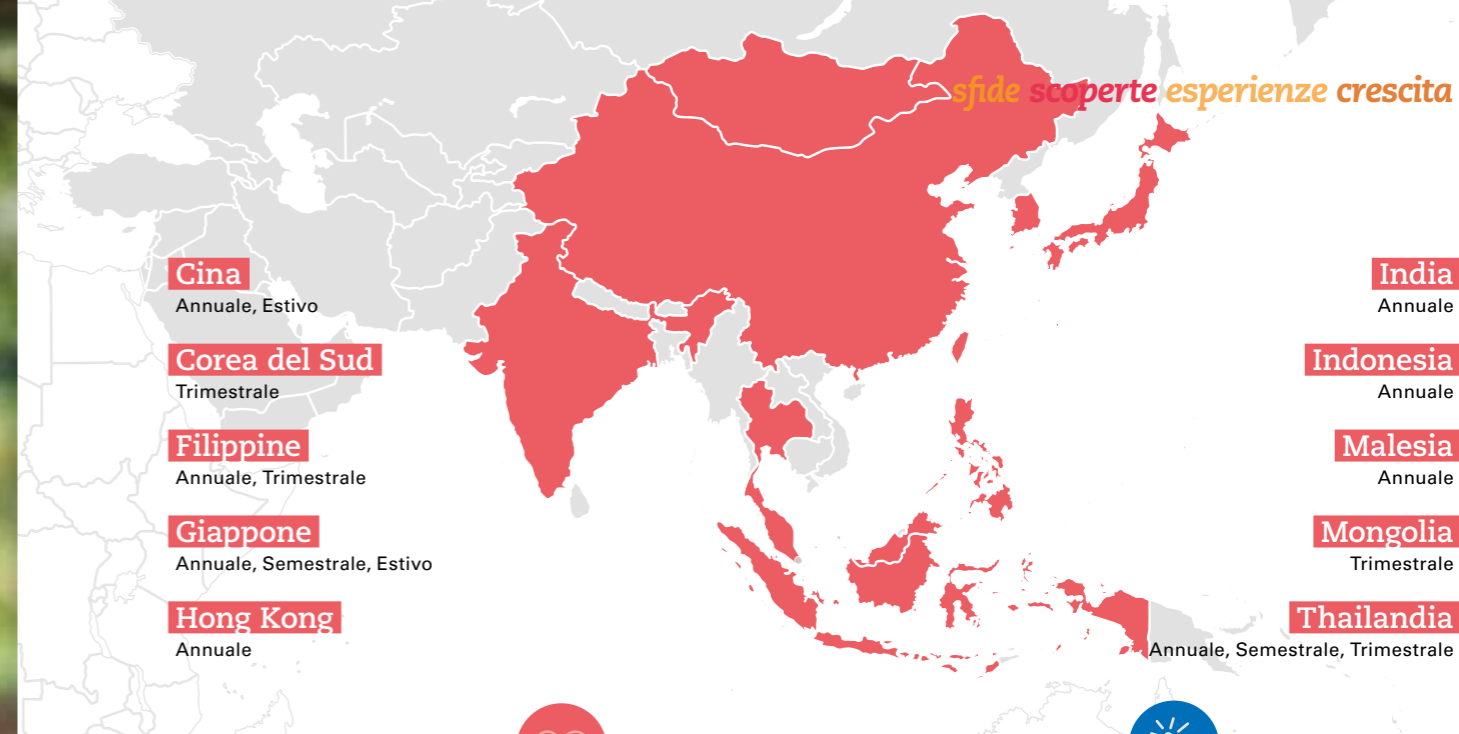 sfide scoperte esperienze crescita
Cina
Annuale, Estivo
Corea del Sud
Trimestrale
Filippine
Annuale, Trimestrale
Giappone
Annuale, Semestrale, Estivo
Hong Kong
Annuale
India
Annuale
Indonesia
Annuale
Malesia
Annuale
Mongolia
Trimestrale
Thailandia
Annuale, Semestrale, Trimestrale